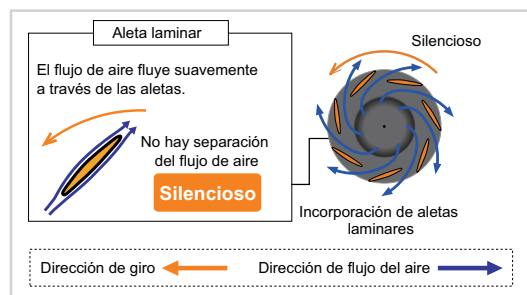 Aleta laminar
El flujo de aire fluye suavemente
a través de las aletas.
No hay separación
del flujo de aire
Silencioso
Silencioso
Incorporación de aletas
laminares
Dirección de giro
Dirección de flujo del aire